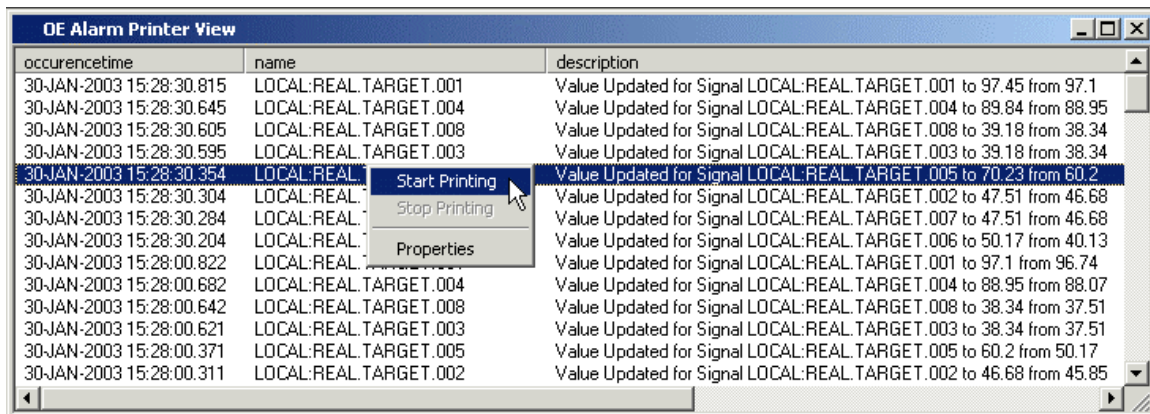 OE Alarm Printer View
occurencetime name description
30-JAN-2003 15:28:30.815 LOCAL:REAL.TARGET.001 Value Updated for Signal LOCAL:REAL.TARGET.001 to 97.45 from 97.1
30-JAN-2003 15:28:30.645 LOCAL:REAL.TARGET.004 Value Updated for Signal LOCAL:REAL.TARGET.004 to 89.84 from 88.95
30-JAN-2003 15:28:30.605 LOCAL:REAL.TARGET.008 Value Updated for Signal LOCAL:REAL.TARGET.008 to 39.18 from 38.34
30-JAN-2003 15:28:30.595 LOCAL:REAL.TARGET.003 Value Updated for Signal LOCAL:REAL.TARGET.003 to 39.18 from 38.34
30-JAN-2003 15:28:30.354 LOCAL:REAL. Value Updated for Signal LOCAL:REAL.TARGET.005 to 70.23 from 60.2
30-JAN-2003 15:28:30.304 LOCAL:REAL. Value Updated for Signal LOCAL:REAL.TARGET.002 to 47.51 from 46.68
30-JAN-2003 15:28:30.284 LOCAL:REAL. Value Updated for Signal LOCAL:REAL.TARGET.007 to 47.51 from 46.68
30-JAN-2003 15:28:30.204 LOCAL:REAL. Value Updated for Signal LOCAL:REAL.TARGET.006 to 50.17 from 40.13
30-JAN-2003 15:28:00.822 LOCAL:REAL. Value Updated for Signal LOCAL:REAL.TARGET.001 to 97.1 from 96.74
30-JAN-2003 15:28:00.682 LOCAL:REAL.TARGET.004 Value Updated for Signal LOCAL:REAL.TARGET.004 to 88.95 from 88.07
30-JAN-2003 15:28:00.642 LOCAL:REAL.TARGET.008 Value Updated for Signal LOCAL:REAL.TARGET.008 to 38.34 from 37.51
30-JAN-2003 15:28:00.621 LOCAL:REAL.TARGET.003 Value Updated for Signal LOCAL:REAL.TARGET.003 to 38.34 from 37.51
30-JAN-2003 15:28:00.371 LOCAL:REAL.TARGET.005 Value Updated for Signal LOCAL:REAL.TARGET.005 to 60.2 from 50.17
30-JAN-2003 15:28:00.311 LOCAL:REAL.TARGET.002 Value Updated for Signal LOCAL:REAL.TARGET.002 to 46.68 from 45.85
Start Printing
Stop Printing
Properties